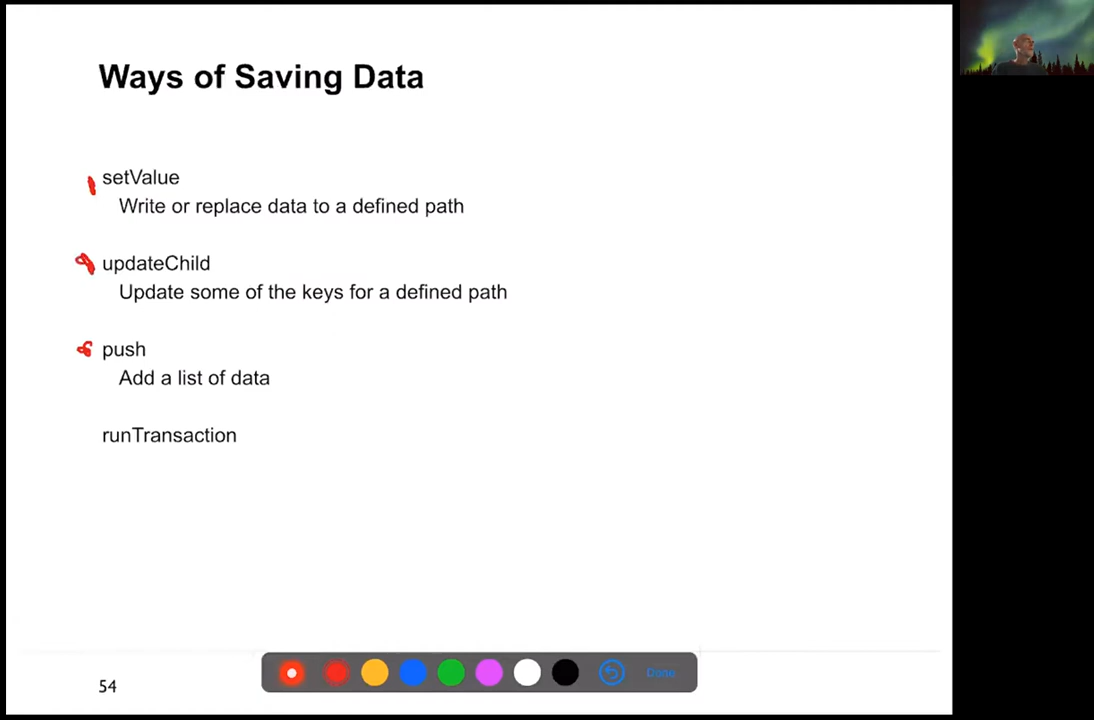 Ways of Saving Data
setValue
Write or replace data to a defined path
updateChild
Update some of the keys for a defined path
push
Add a list of data
runTransaction
54
Done